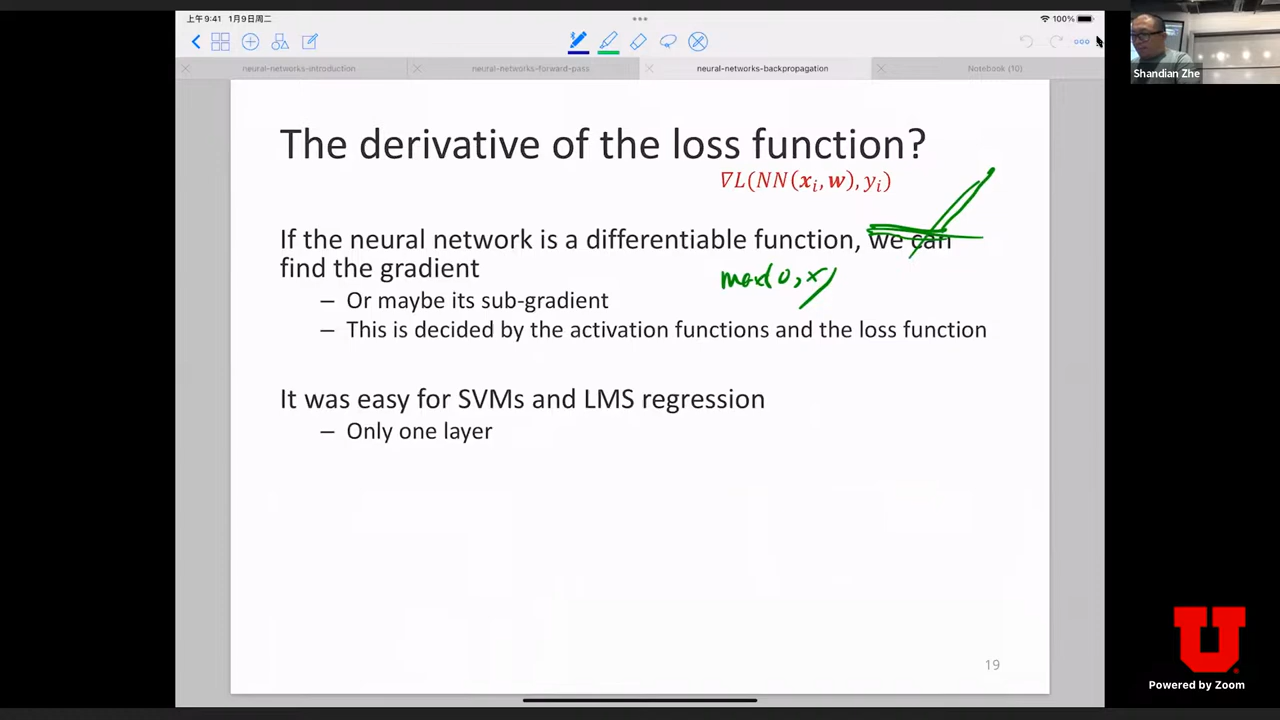 上午9:41 1月9日周二
100%
neural-networks-introduction
neural-networks-forward-pass
neural-networks-backpropagation
Notebook (10)
Shandian Zhe
The derivative of the loss function?
∇L(NN(𝒙ᵢ, 𝒘), yᵢ)
If the neural network is a differentiable function, we can
find the gradient
max(0, x)
– Or maybe its sub-gradient
– This is decided by the activation functions and the loss function
It was easy for SVMs and LMS regression
– Only one layer
19
U
Powered by Zoom